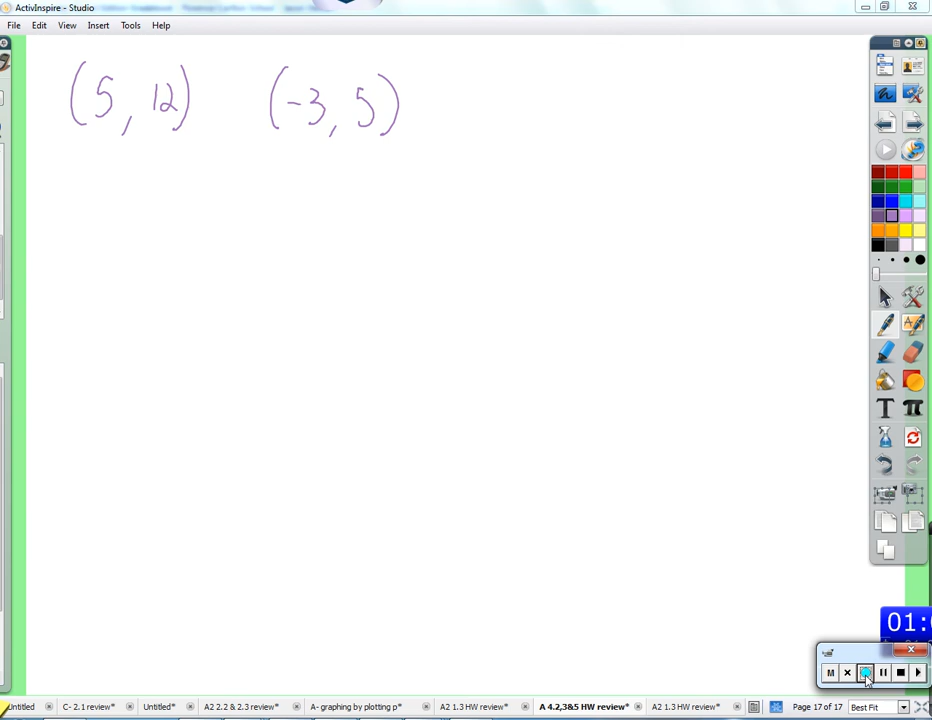 ActivInspire - Studio
File Edit View Insert Tools Help
(5, 12) (-3, 5)
01:
M
Untitled C- 2.1 review* Untitled* A2 2.2 & 2.3 review* A- graphing by plotting p* A2 1.3 HW review* A 4.2,3&5 HW review* A2 1.3 HW review* Page 17 of 17 Best Fit